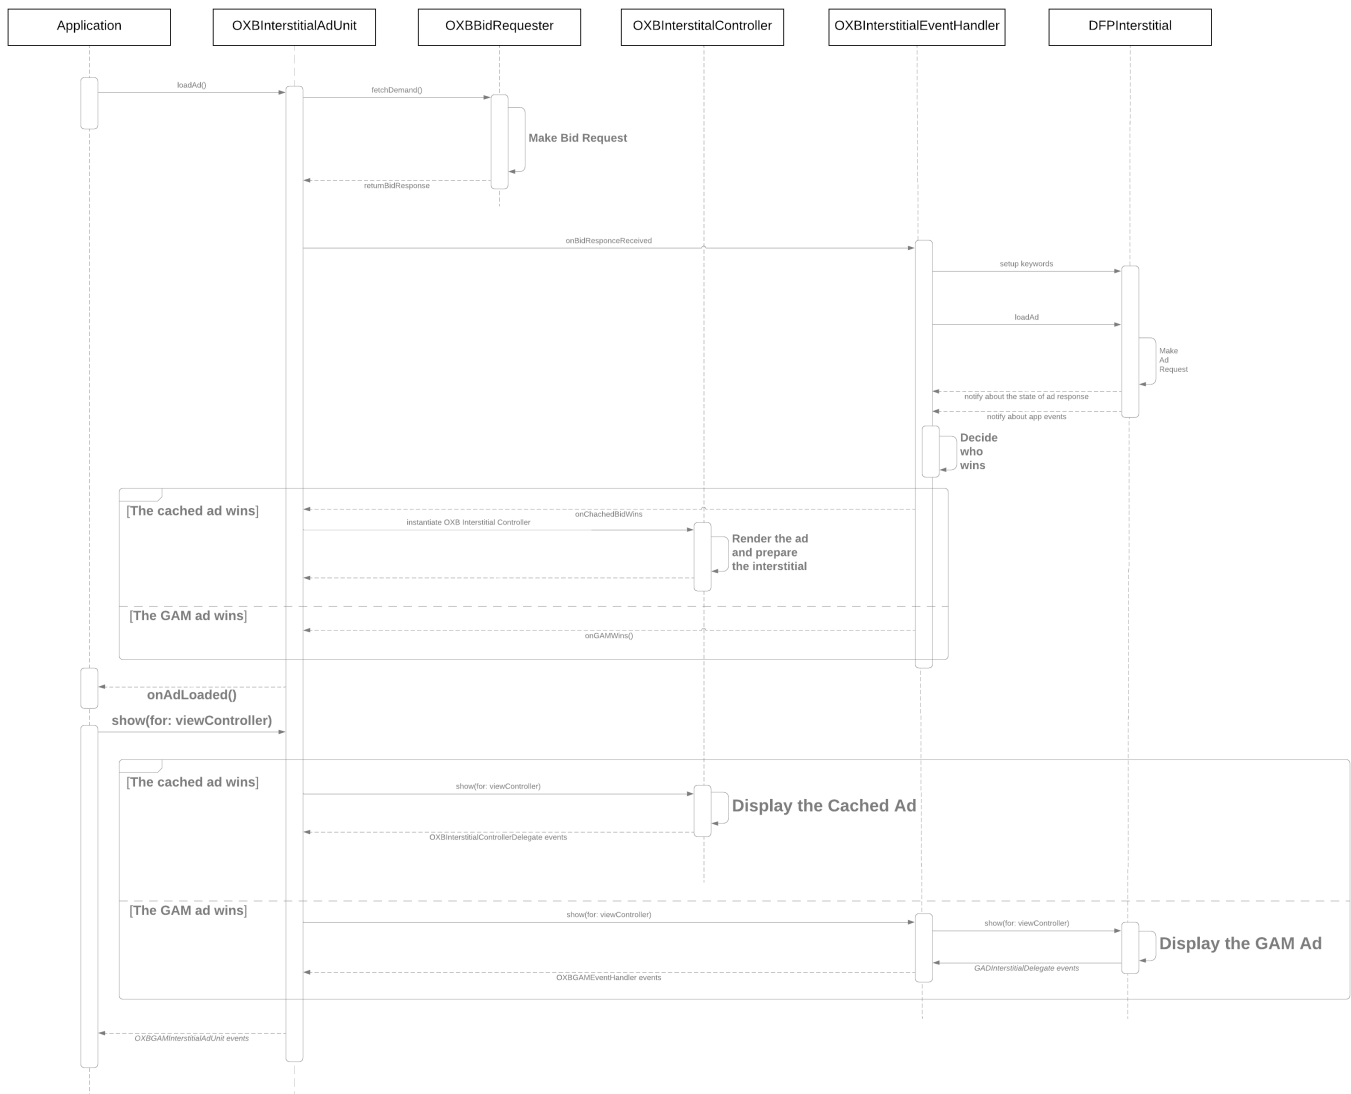 Application
OXBInterstitialAdUnit
OXBBidRequester
OXBInterstitalController
OXBInterstitialEventHandler
DFPInterstitial
loadAd()
fetchDemand()
Make Bid Request
returnBidResponse
onBidResponceReceived
setup keywords
loadAd
Make
Ad
Request
notify about the state of ad response
notify about app events
Decide
who
wins
[The cached ad wins]
onChachedBidWins
instantiate OXB Interstitial Controller
Render the ad
and prepare
the interstitial
[The GAM ad wins]
onGAMWins()
onAdLoaded()
show(for: viewController)
[The cached ad wins]
show(for: viewController)
Display the Cached Ad
OXBInterstitialControllerDelegate events
[The GAM ad wins]
show(for: viewController)
show(for: viewController)
Display the GAM Ad
GADInterstitialDelegate events
OXBGAMEventHandler events
OXBGAMInterstitialAdUnit events